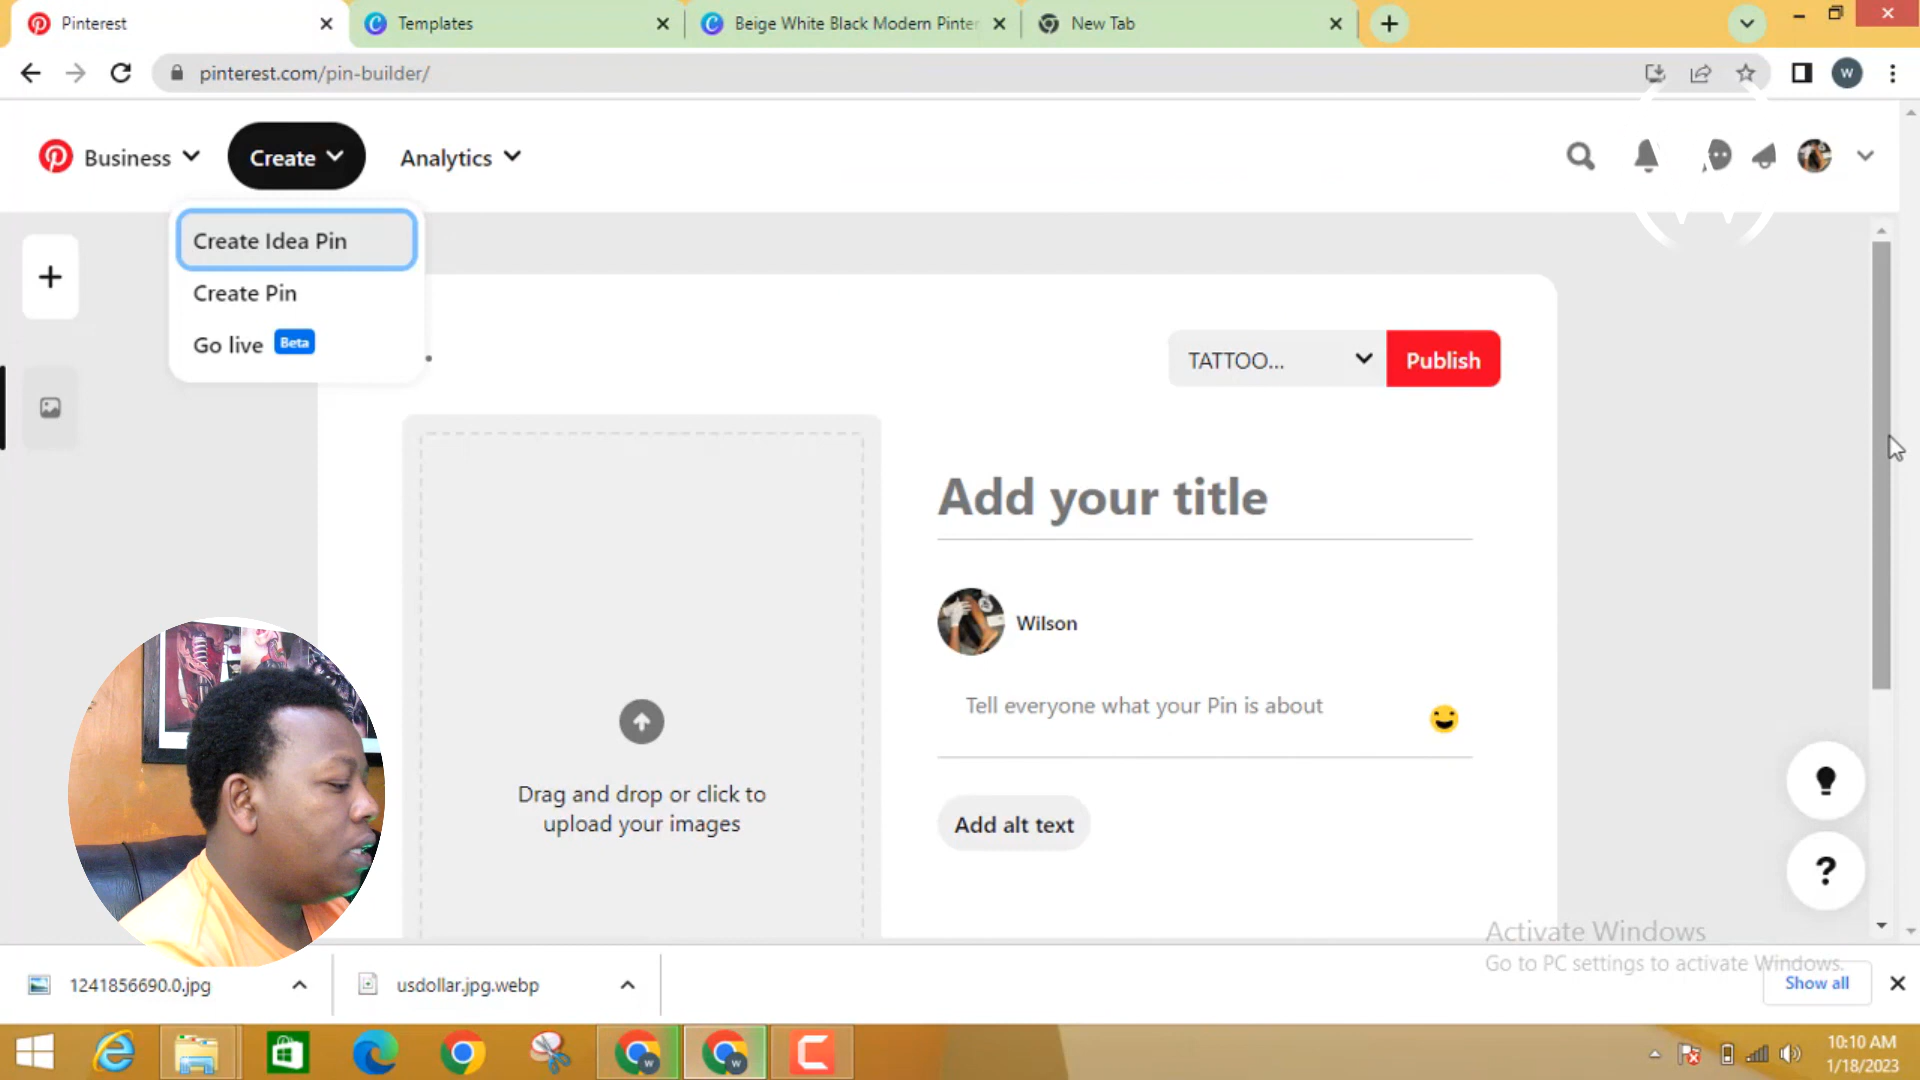 Pinterest
Templates
Beige White Black Modern Pinter
New Tab
pinterest.com/pin-builder/
W
Business
Create
Analytics
Create Idea Pin
Create Pin
Go live Beta
TATTOO...
Publish
Add your title
Wilson
Tell everyone what your Pin is about
Add alt text
Drag and drop or click to
upload your images
?
Activate Windows
Go to PC settings to activate Windows.
1241856690.0.jpg
usdollar.jpg.webp
Show all
10:10 AM
1/18/2023